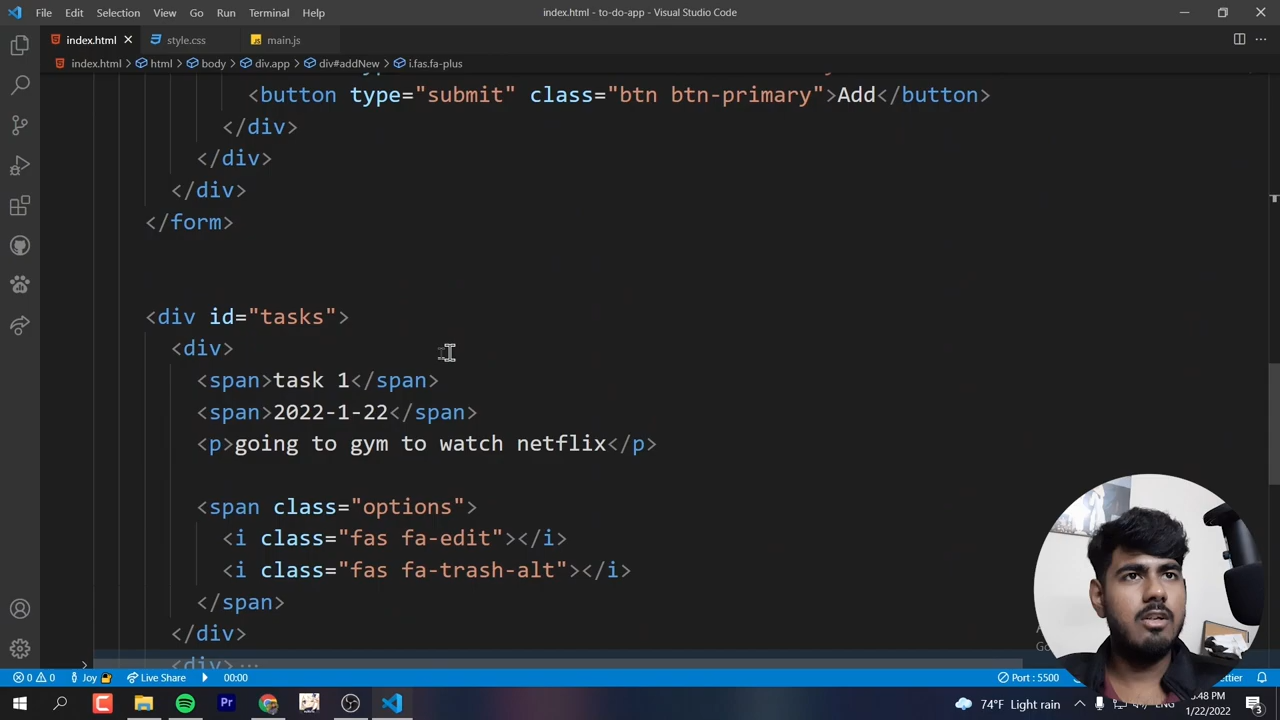 File Edit Selection View Go Run Terminal Help index.html - to-do-app - Visual Studio Code
index.html style.css main.js
index.html > html > body > div.app > div#addNew > i.fas.fa-plus
<button type="submit" class="btn btn-primary">Add</button>
</div>
</div>
</div>
</form>
<div id="tasks">
<div>
<span>task 1</span>
<span>2022-1-22</span>
<p>going to gym to watch netflix</p>
<span class="options">
<i class="fas fa-edit"></i>
<i class="fas fa-trash-alt"></i>
</span>
</div>
<div>
0 0 Joy Live Share 00:00 Port : 5500
74°F Light rain
1/22/2022
3